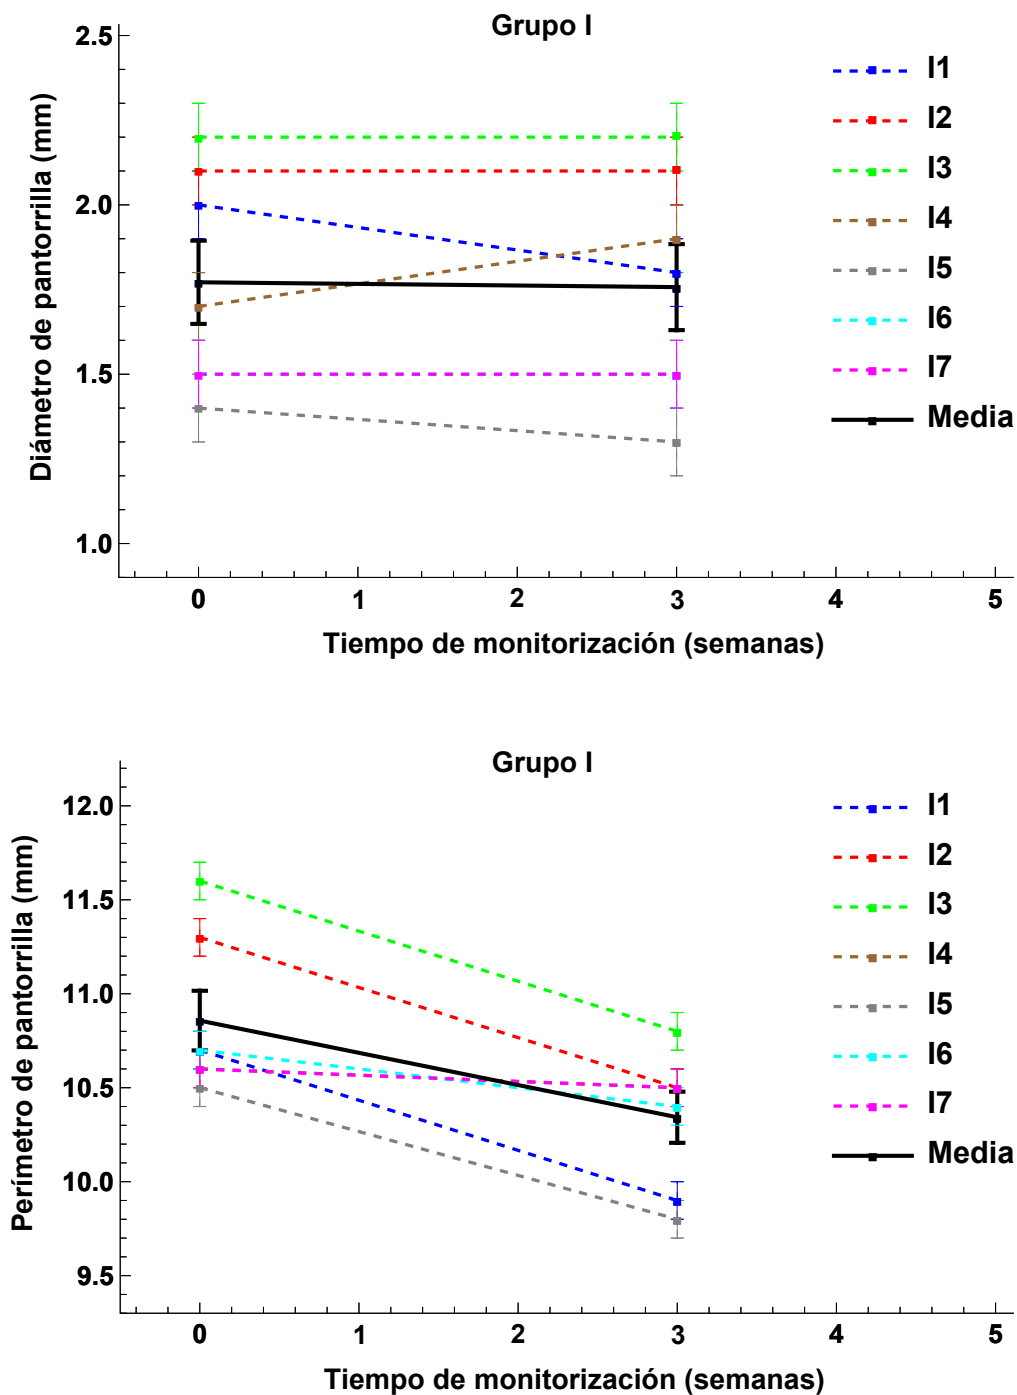 Grupo I
Diámetro de pantorrilla (mm)
2.5
2.0
1.5
1.0
0 1 2 3 4 5
Tiempo de monitorización (semanas)
I1
I2
I3
I4
I5
I6
I7
Media
Grupo I
Perímetro de pantorrilla (mm)
12.0
11.5
11.0
10.5
10.0
9.5
0 1 2 3 4 5
Tiempo de monitorización (semanas)
I1
I2
I3
I4
I5
I6
I7
Media